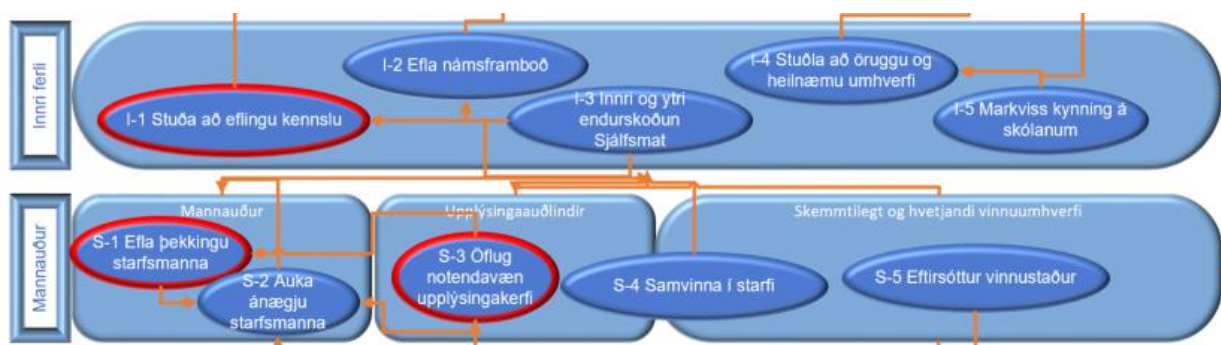 Innri ferli
I-2 Efla námsframboð
I-4 Stuðla að öruggu og
heilnæmu umhverfi
I-1 Stuða að eflingu kennslu
I-3 Innri og ytri
endurskoðun
Sjálfsmat
I-5 Markviss kynning á
skólanum
Mannauður
Mannauður
S-1 Efla þekkingu
starfsmanna
S-2 Auka
ánægju
starfsmanna
Upplýsingaauðlindir
S-3 Öflug
notendavæn
upplýsingakerfi
Skemmtilegt og hvetjandi vinnuumhverfi
S-4 Samvinna í starfi
S-5 Eftirsóttur vinnustaður